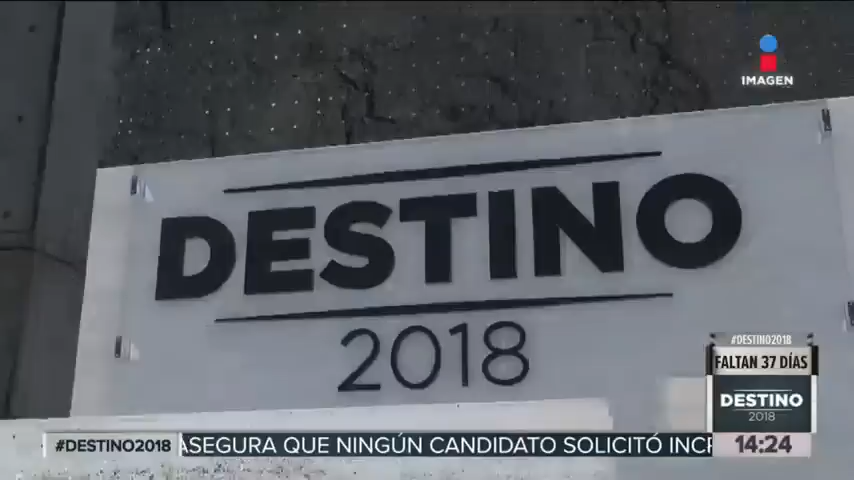 IMAGEN
DESTINO
2018
#DESTINO2018
FALTAN 37 DÍAS
DESTINO
2018
#DESTINO2018
ASEGURA QUE NINGÚN CANDIDATO SOLICITÓ
14:24